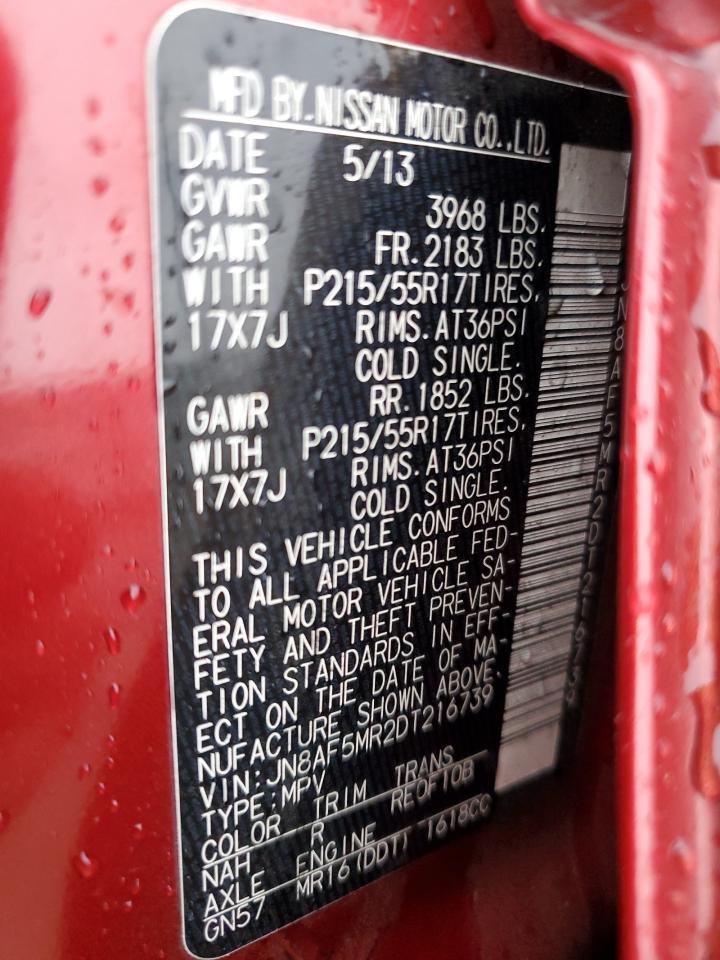 MFD BY.NISSAN MOTOR CO.,LTD.
DATE 5/13
GVWR 3968 LBS.
GAWR FR.2183 LBS.
WITH P215/55R17TIRES,
17X7J RIMS.AT36PSI
COLD SINGLE.
GAWR RR.1852 LBS.
WITH P215/55R17TIRES,
17X7J RIMS.AT36PSI
COLD SINGLE.
THIS VEHICLE CONFORMS
TO ALL APPLICABLE FED-
ERAL MOTOR VEHICLE SA-
FETY AND THEFT PREVEN-
TION STANDARDS IN EFF-
ECT ON THE DATE OF MA-
NUFACTURE SHOWN ABOVE.
VIN:JN8AF5MR2DT216739
TYPE:MPV
COLOR TRIM TRANS
NAH R RE0F10B
AXLE ENGINE
GN57 MR16(DDT) 1618CC
JN8AF5MR2DT216739